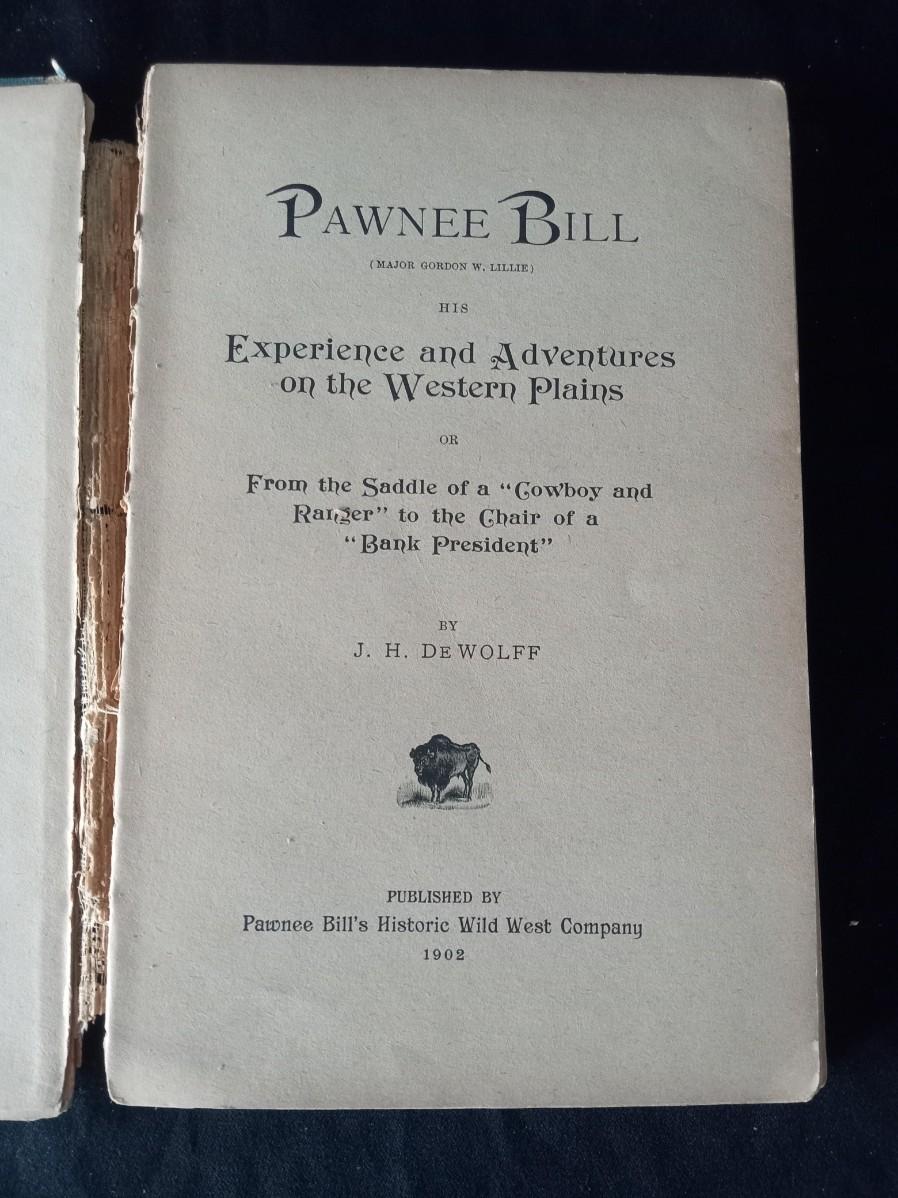 PAWNEE BILL
(MAJOR GORDON W. LILLIE)
HIS
Experience and Adventures
on the Western Plains
OR
From the Saddle of a “Cowboy and
Ranger” to the Chair of a
“Bank President”
BY
J. H. DE WOLFF
PUBLISHED BY
Pawnee Bill's Historic Wild West Company
1902